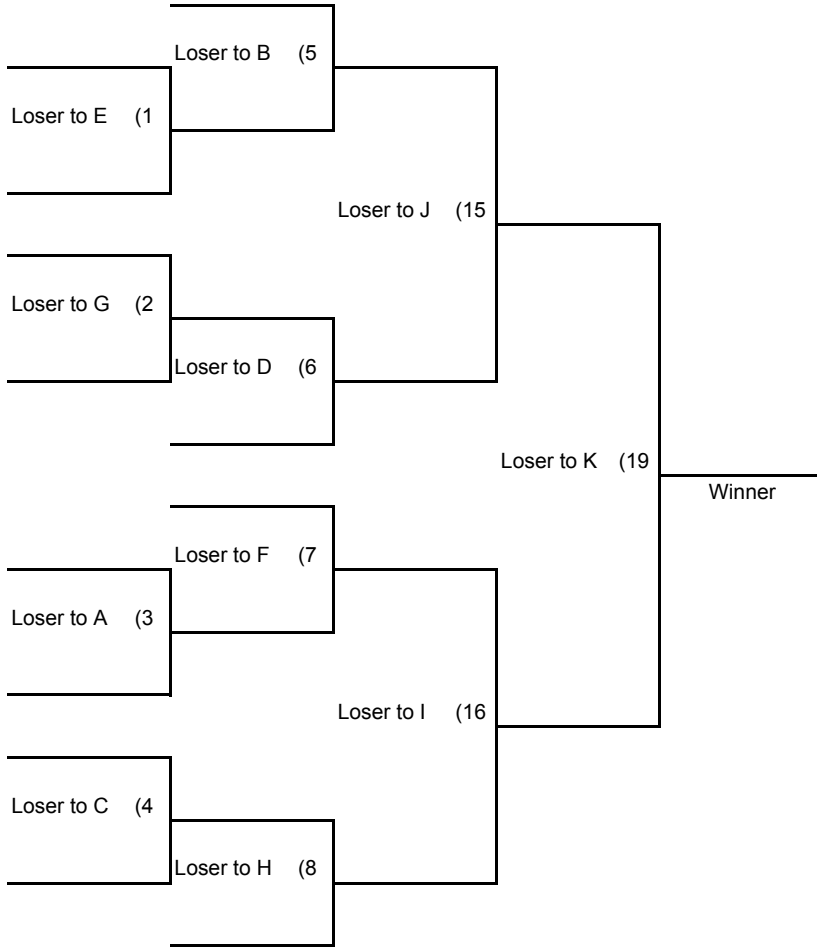 Loser to B (5
Loser to E (1
Loser to J (15
Loser to G (2
Loser to D (6
Loser to K (19
Winner
Loser to F (7
Loser to A (3
Loser to I (16
Loser to C (4
Loser to H (8